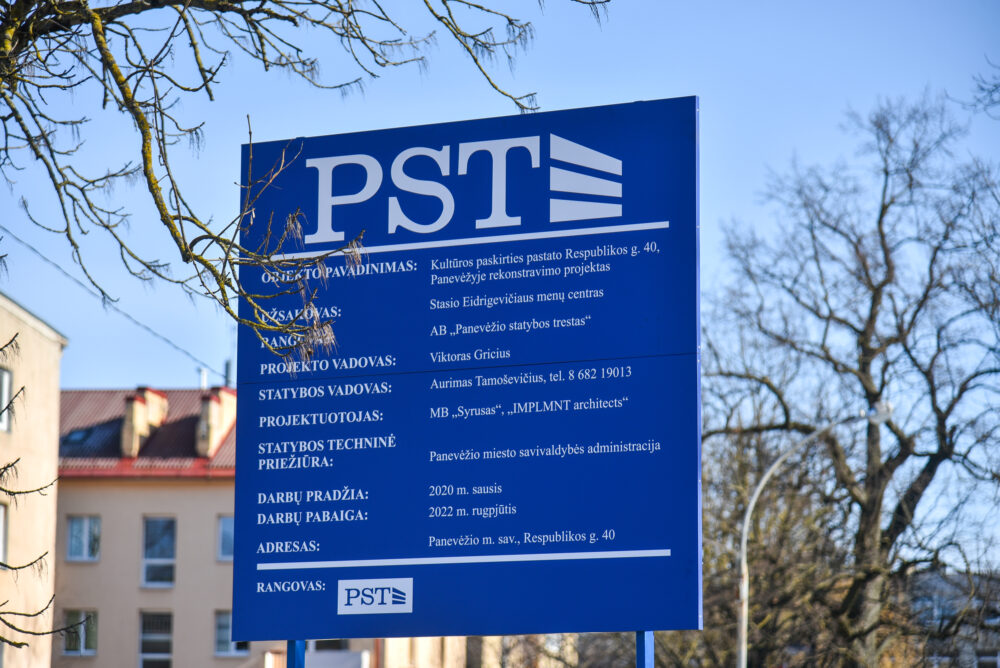 PST
OBJEKTO PAVADINIMAS: Kultūros paskirties pastato Respublikos g. 40,
Panevėžyje rekonstravimo projektas
UŽSAKOVAS: Stasio Eidrigevičiaus menų centras
RANGOVAS: AB „Panevėžio statybos trestas“
PROJEKTO VADOVAS: Viktoras Gricius
STATYBOS VADOVAS: Aurimas Tamoševičius, tel. 8 682 19013
PROJEKTUOTOJAS: MB „Syrusas“, „IMPLMNT architects“
STATYBOS TECHNINĖ
PRIEŽIŪRA: Panevėžio miesto savivaldybės administracija
DARBŲ PRADŽIA: 2020 m. sausis
DARBŲ PABAIGA: 2022 m. rugpjūtis
ADRESAS: Panevėžio m. sav., Respublikos g. 40
RANGOVAS: PST